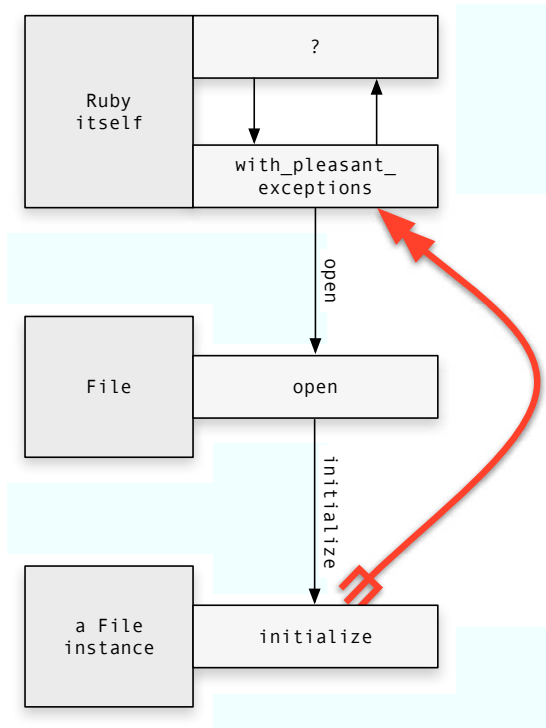 ?
Ruby
itself
with_pleasant_
exceptions
open
File
open
initialize
a File
instance
initialize